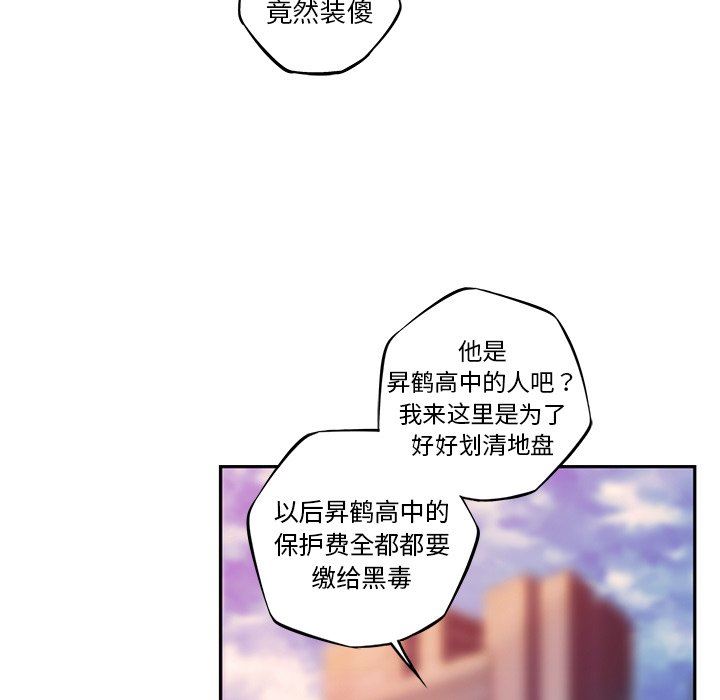 竟然装傻
他是
昇鹤高中的人吧？
我来这里是为了
好好划清地盘
以后昇鹤高中的
保护费全都都要
缴给黑毒